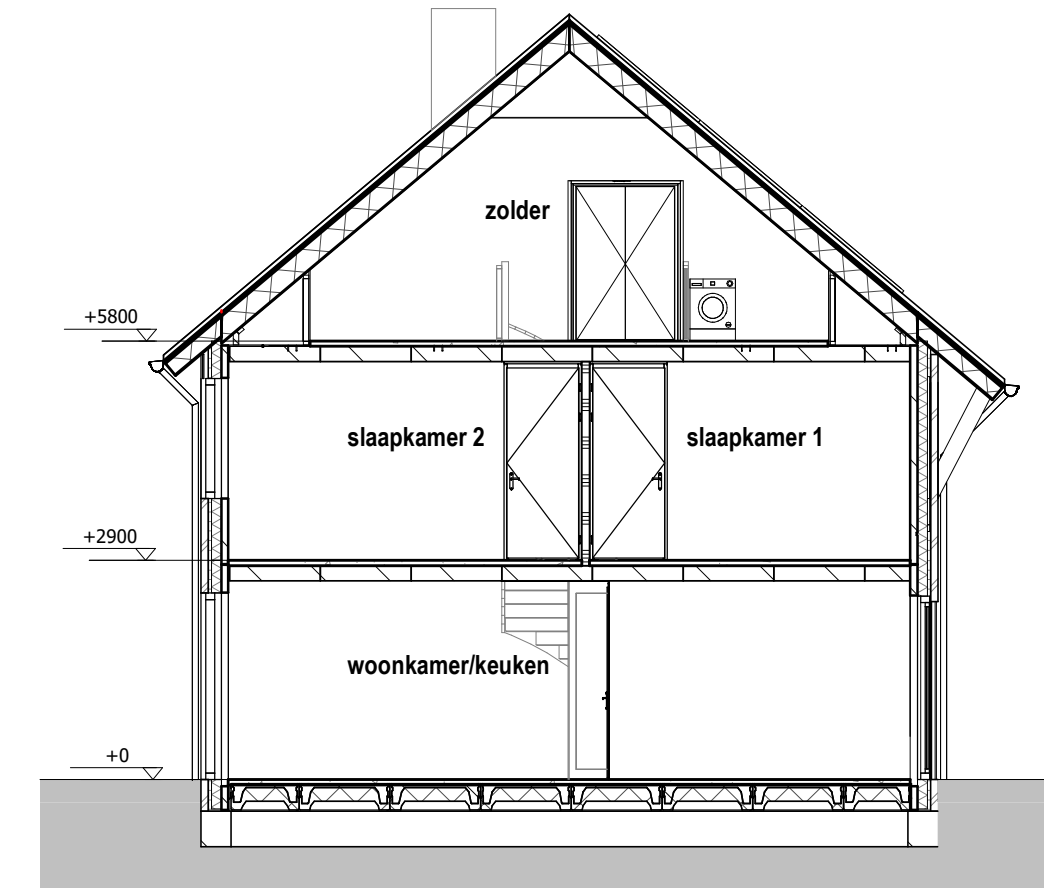 zolder
+5800
slaapkamer 2
slaapkamer 1
+2900
woonkamer/keuken
+0